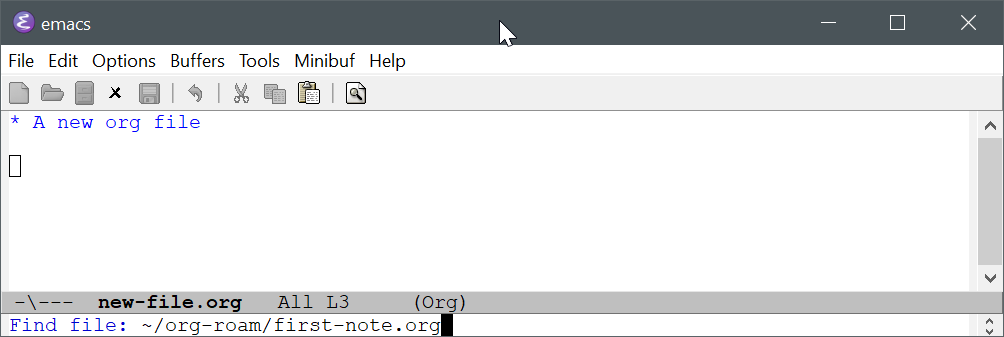 emacs
File Edit Options Buffers Tools Minibuf Help
* A new org file
-\--- new-file.org All L3 (Org)
Find file: ~/org-roam/first-note.org